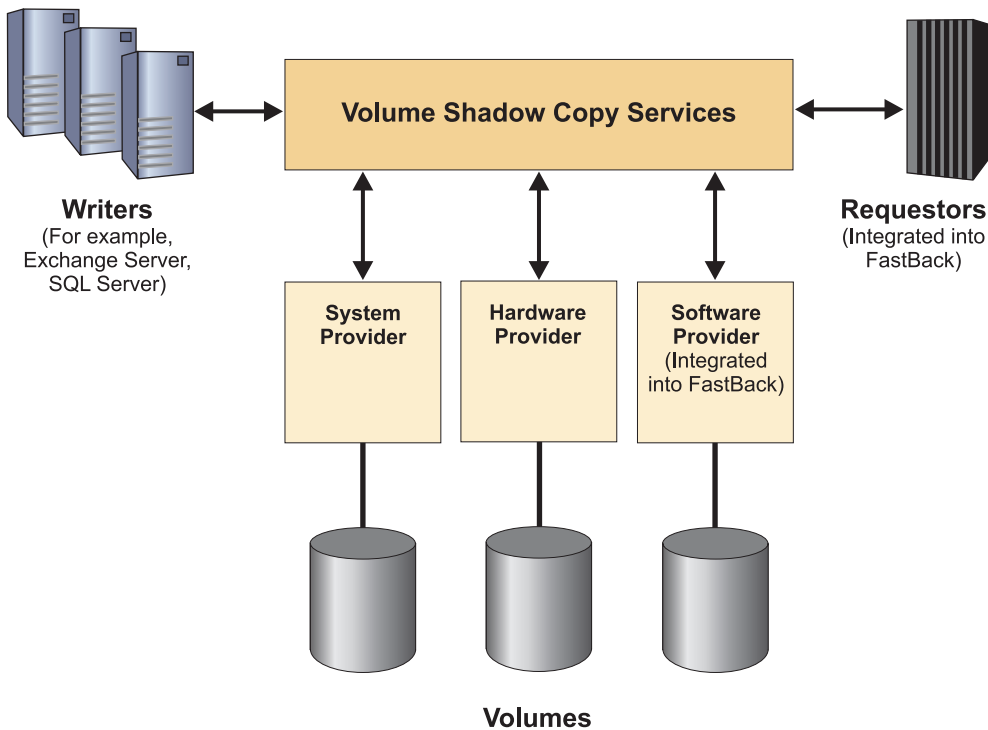 Volume Shadow Copy Services
Writers
(For example,
Exchange Server,
SQL Server)
Requestors
(Integrated into
FastBack)
System
Provider
Hardware
Provider
Software
Provider
(Integrated
into FastBack)
Volumes